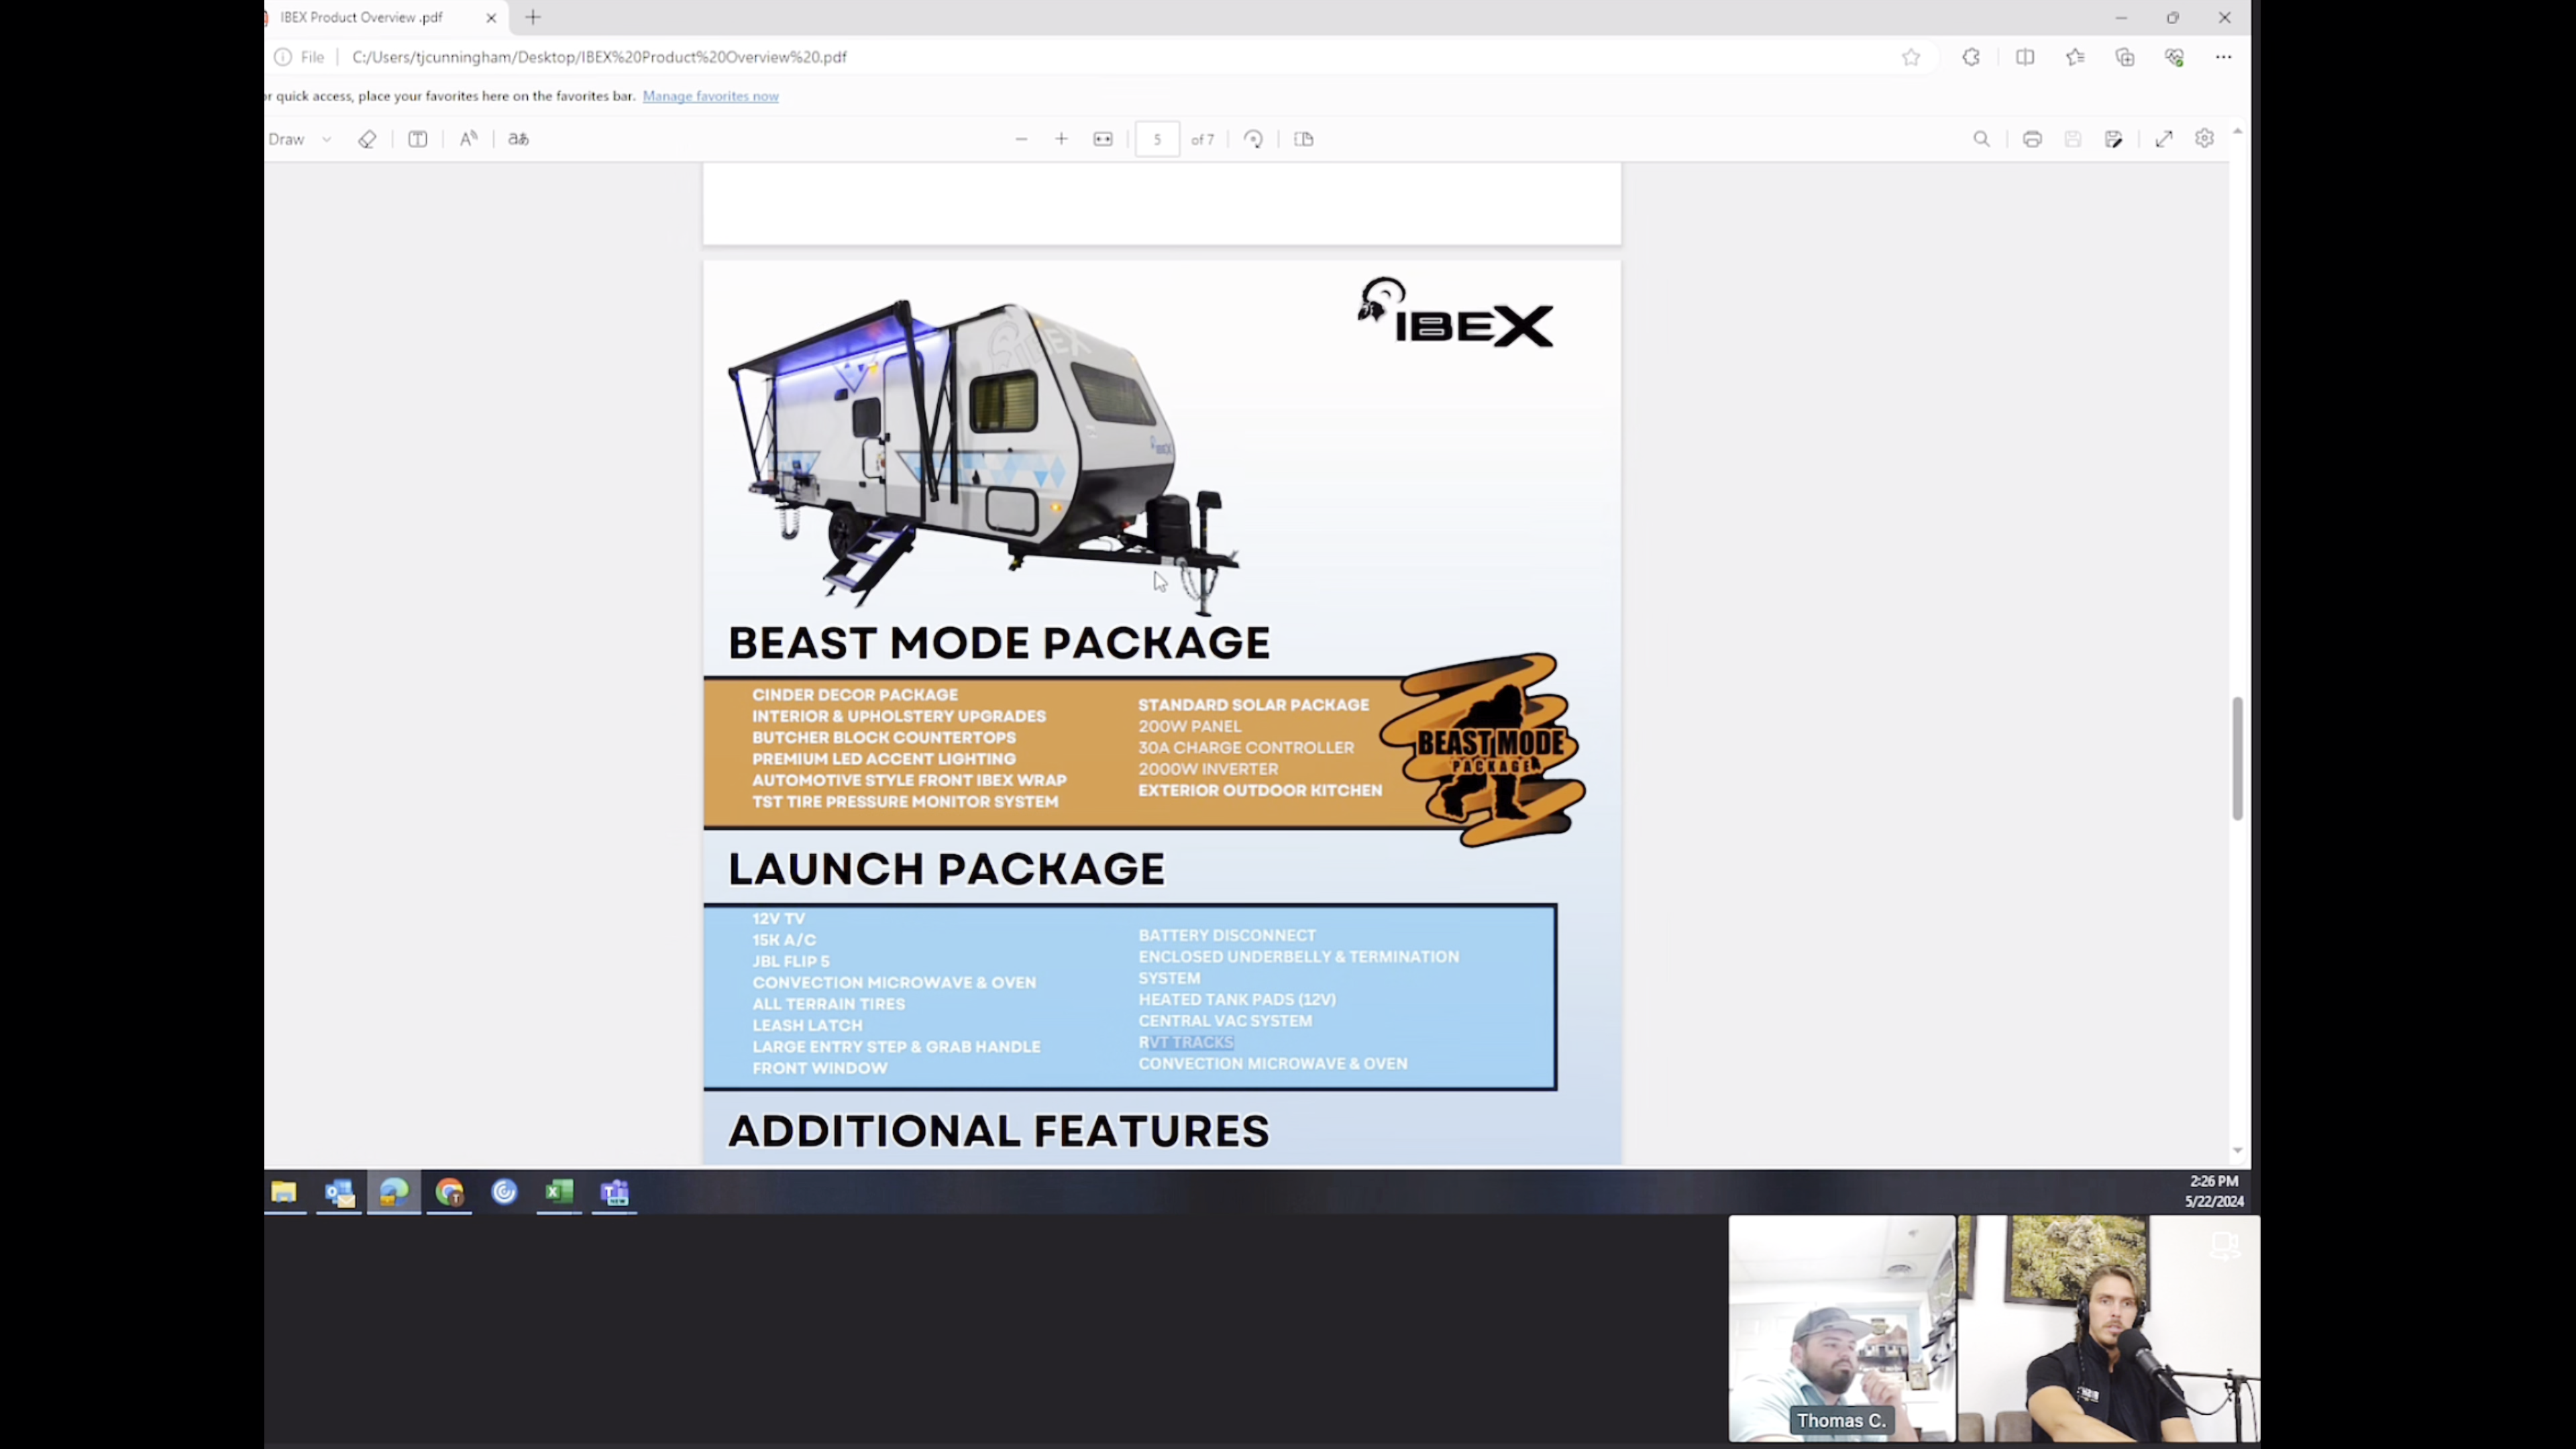 IBEX Product Overview .pdf
File
C:/Users/tjcunningham/Desktop/IBEX%20Product%20Overview%20.pdf
or quick access, place your favorites here on the favorites bar. Manage favorites now
Draw
5 of 7
IBEX
IBEX
IBEX
BEAST MODE PACKAGE
CINDER DECOR PACKAGE
INTERIOR & UPHOLSTERY UPGRADES
BUTCHER BLOCK COUNTERTOPS
PREMIUM LED ACCENT LIGHTING
AUTOMOTIVE STYLE FRONT IBEX WRAP
TST TIRE PRESSURE MONITOR SYSTEM
STANDARD SOLAR PACKAGE
200W PANEL
30A CHARGE CONTROLLER
2000W INVERTER
EXTERIOR OUTDOOR KITCHEN
BEAST MODE
PACKAGE
LAUNCH PACKAGE
12V TV
15K A/C
JBL FLIP 5
CONVECTION MICROWAVE & OVEN
ALL TERRAIN TIRES
LEASH LATCH
LARGE ENTRY STEP & GRAB HANDLE
FRONT WINDOW
BATTERY DISCONNECT
ENCLOSED UNDERBELLY & TERMINATION
SYSTEM
HEATED TANK PADS (12V)
CENTRAL VAC SYSTEM
RVT TRACKS
CONVECTION MICROWAVE & OVEN
ADDITIONAL FEATURES
2:26 PM
5/22/2024
Thomas C.